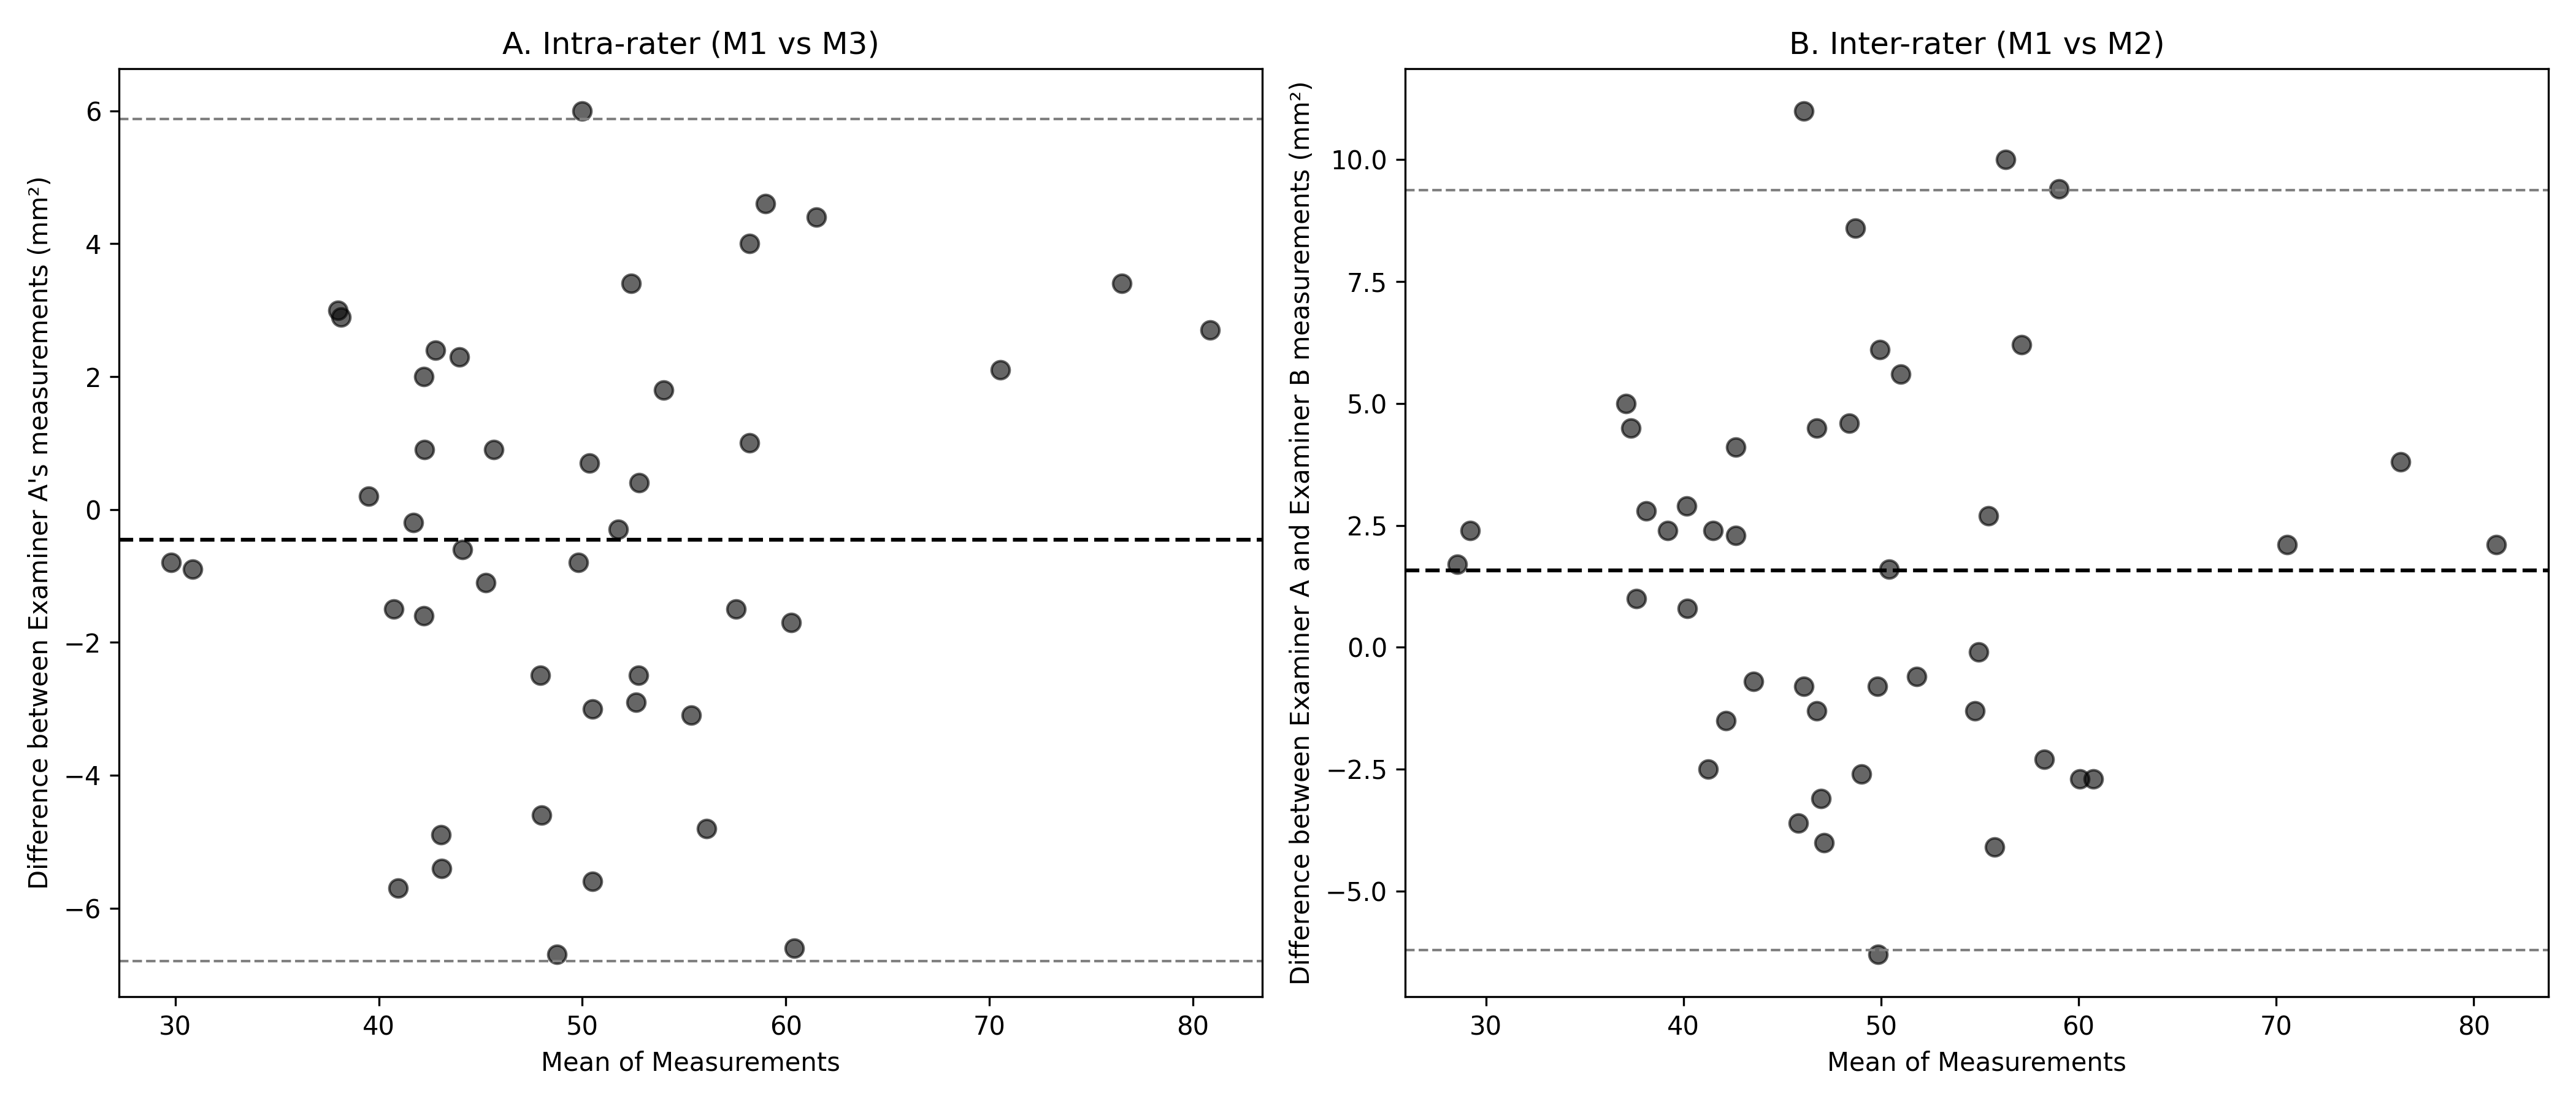 A. Intra-rater (M1 vs M3)
Difference between Examiner A's measurements (mm²)
6
4
2
0
−2
−4
−6
30 40 50 60 70 80
Mean of Measurements
B. Inter-rater (M1 vs M2)
Difference between Examiner A and Examiner B measurements (mm²)
10.0
7.5
5.0
2.5
0.0
−2.5
−5.0
30 40 50 60 70 80
Mean of Measurements